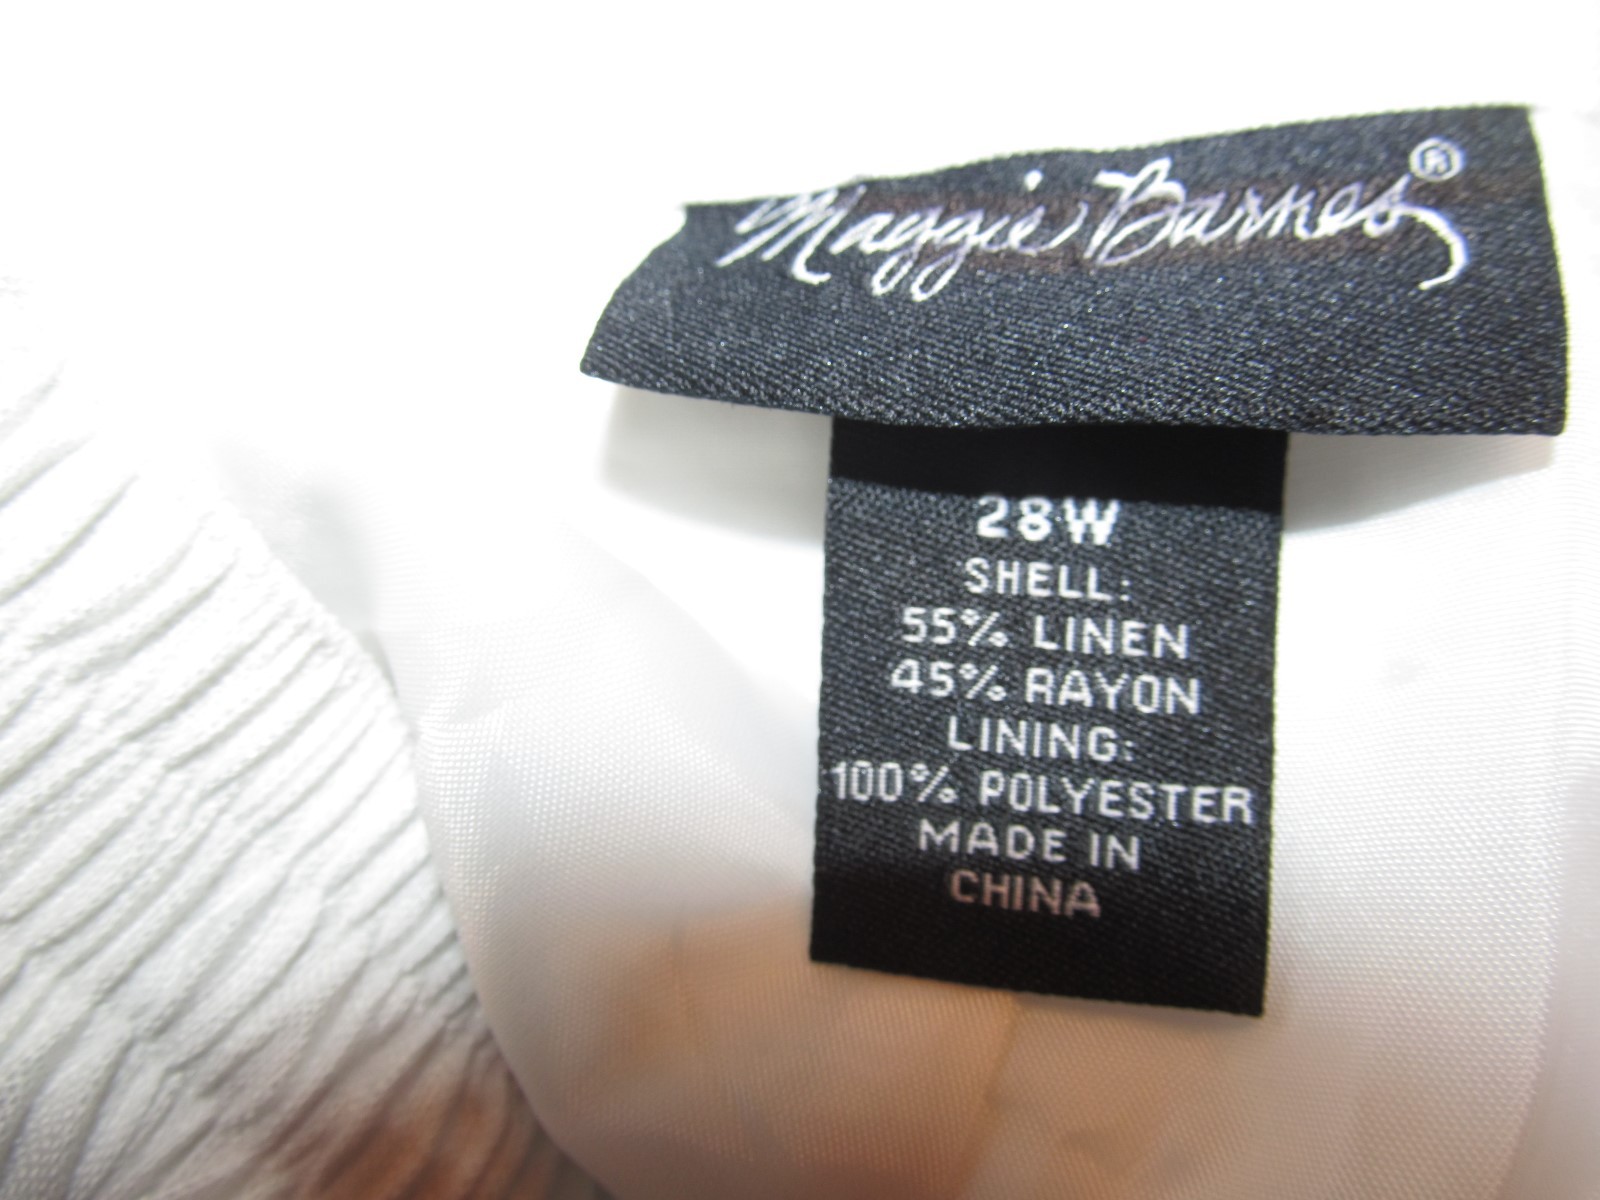 Maggie Barnes®
28W
SHELL:
55% LINEN
45% RAYON
LINING:
100% POLYESTER
MADE IN
CHINA